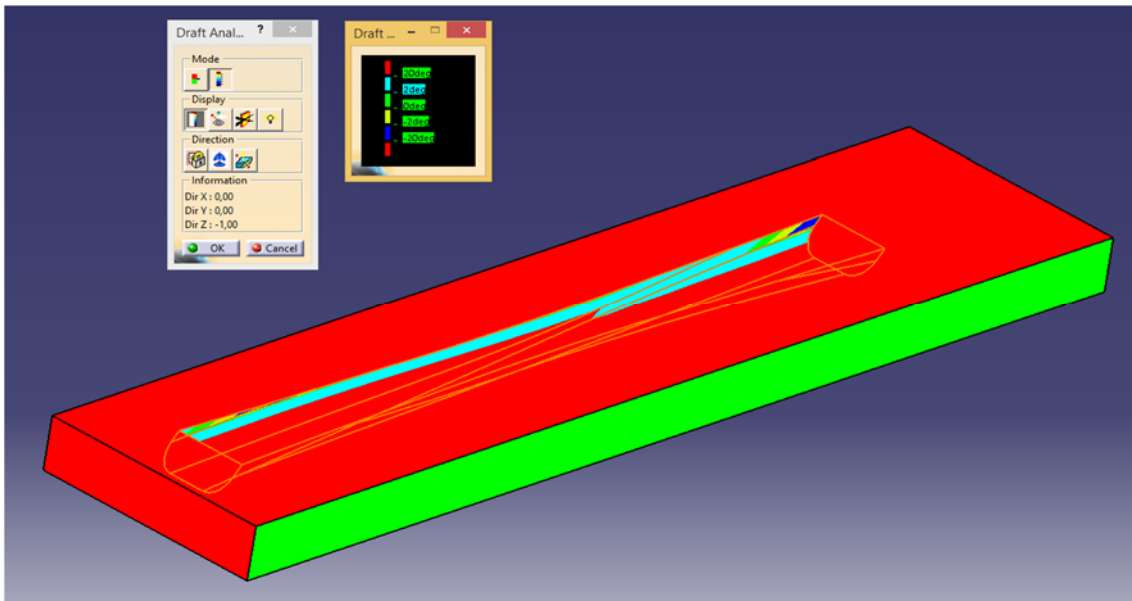 Draft Anal... ?
Mode
Display
Direction
Information
Dir X : 0,00
Dir Y : 0,00
Dir Z : -1,00
OK Cancel
Draft ...
20deg
2deg
0deg
-2deg
-20deg